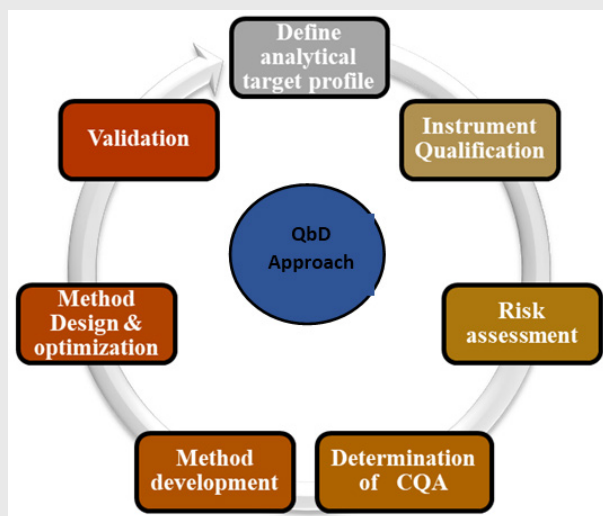 Define
analytical
target profile
Instrument
Qualification
Risk
assessment
Determination
of CQA
Method
development
Method
Design &
optimization
Validation
QbD
Approach